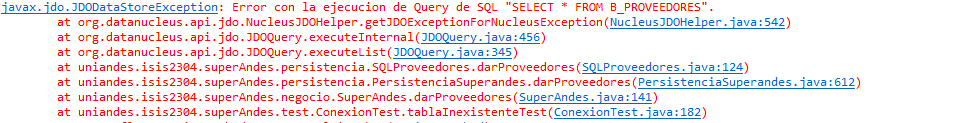 javax.jdo.JDODataStoreException: Error con la ejecucion de Query de SQL "SELECT * FROM B_PROVEEDORES".
at org.datanucleus.api.jdo.NucleusJDOHelper.getJDOExceptionForNucleusException(NucleusJDOHelper.java:542)
at org.datanucleus.api.jdo.JDOQuery.executeInternal(JDOQuery.java:456)
at org.datanucleus.api.jdo.JDOQuery.executeList(JDOQuery.java:345)
at uniandes.isis2304.superAndes.persistencia.SQLProveedores.darProveedores(SQLProveedores.java:124)
at uniandes.isis2304.superAndes.persistencia.PersistenciaSuperandes.darProveedores(PersistenciaSuperandes.java:612)
at uniandes.isis2304.superAndes.negocio.SuperAndes.darProveedores(SuperAndes.java:141)
at uniandes.isis2304.superAndes.test.ConexionTest.tablaInexistenteTest(ConexionTest.java:182)